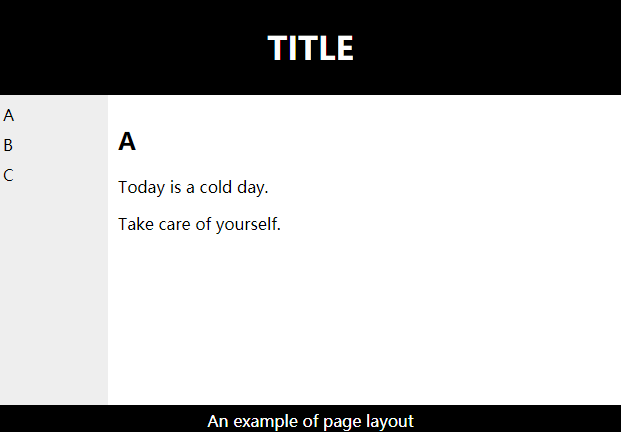 TITLE
A
B
C
A
Today is a cold day.
Take care of yourself.
An example of page layout